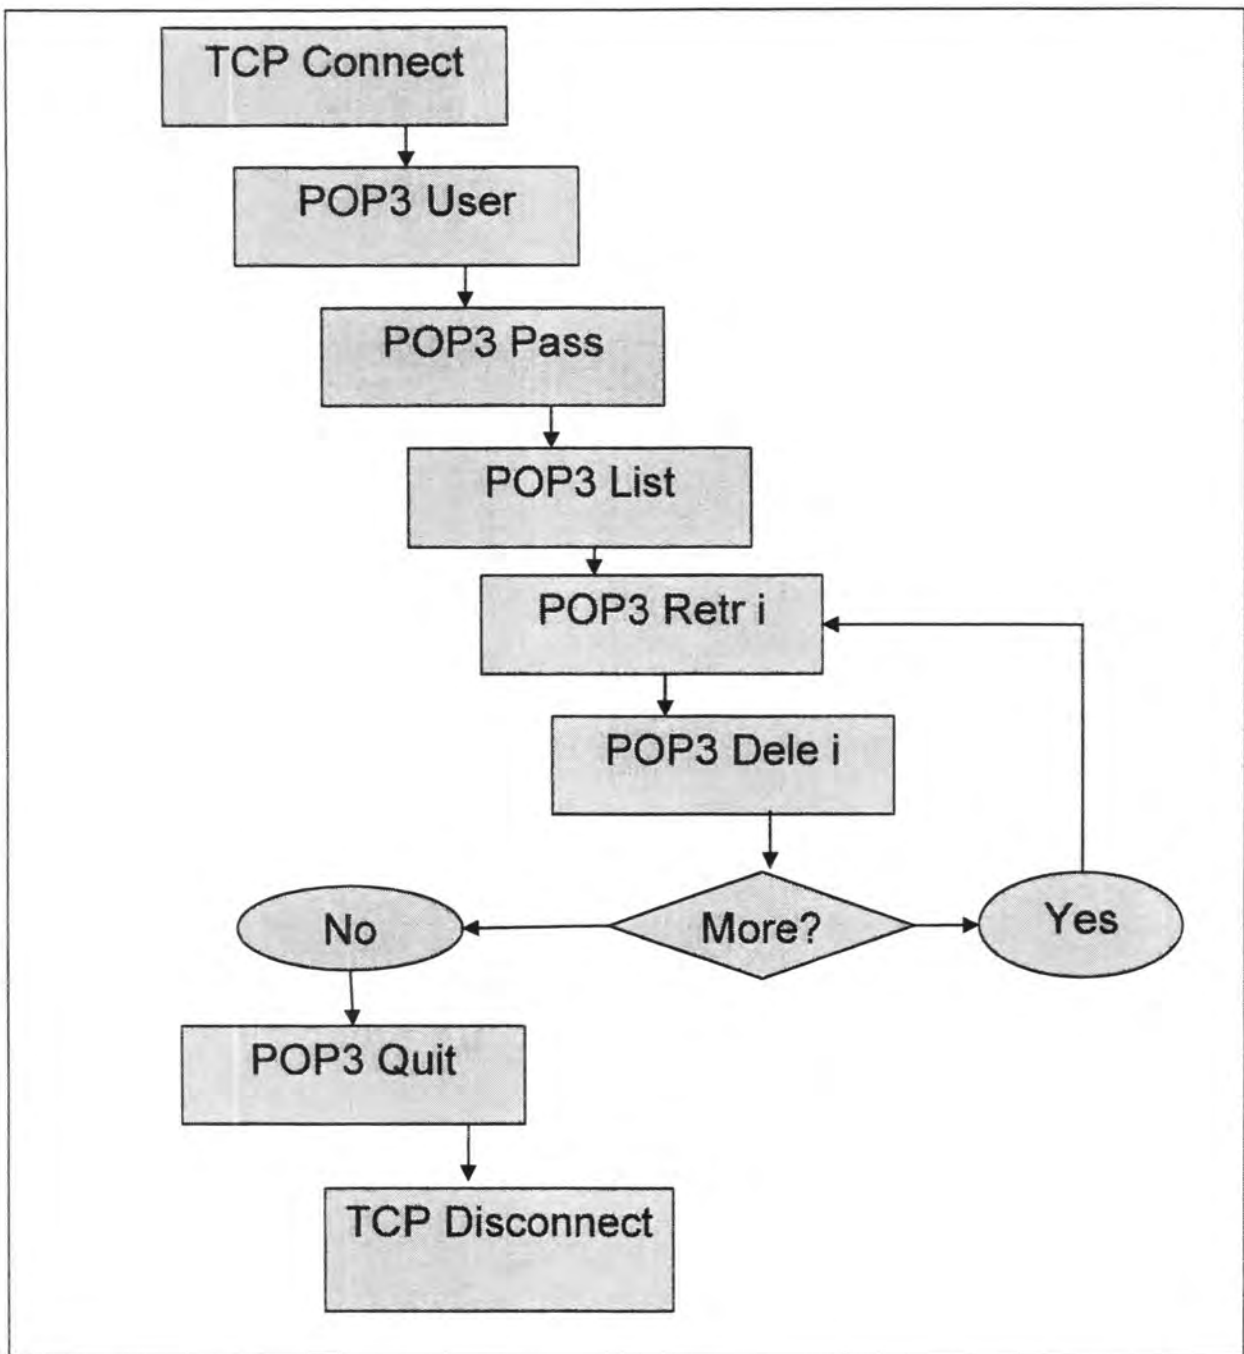 TCP Connect
POP3 User
POP3 Pass
POP3 List
POP3 Retr i
POP3 Dele i
More?
No
Yes
POP3 Quit
TCP Disconnect